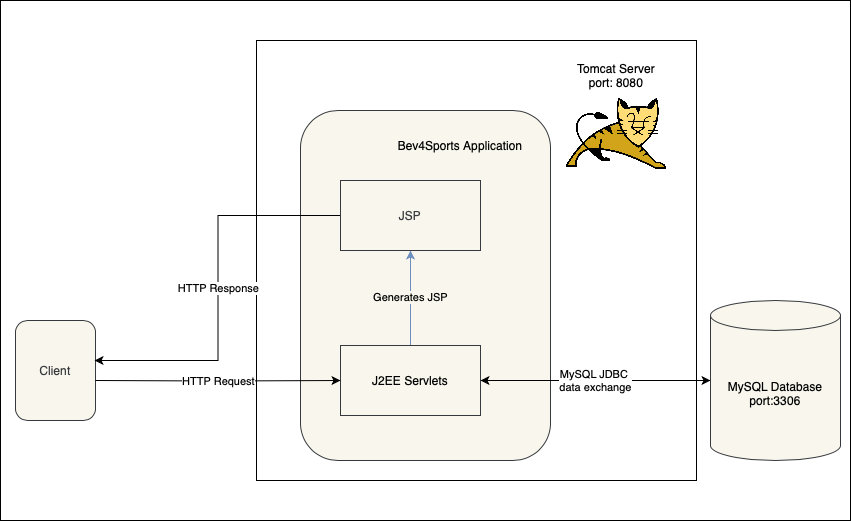 Tomcat Server
port: 8080
Bev4Sports Application
JSP
HTTP Response
Generates JSP
Client
HTTP Request
J2EE Servlets
MySQL JDBC
data exchange
MySQL Database
port:3306